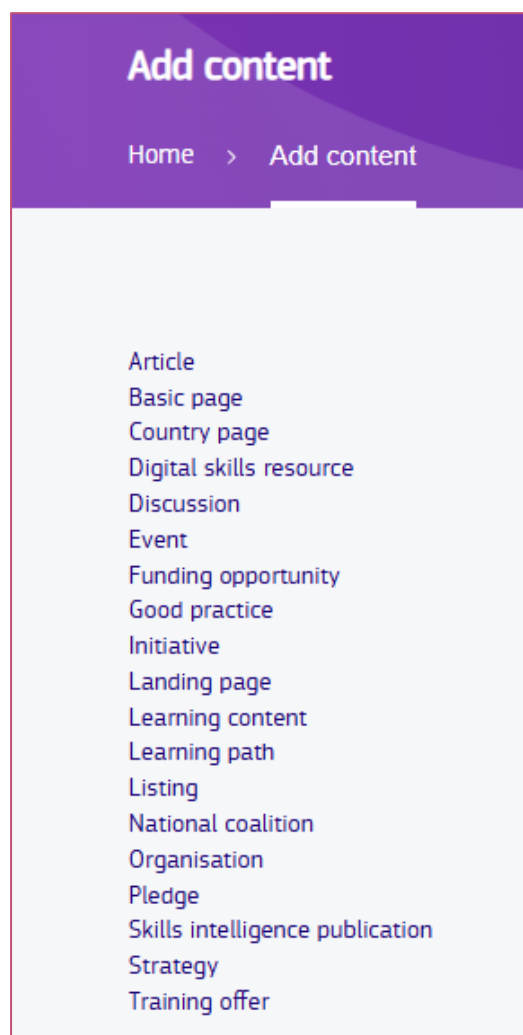 Add content
Home > Add content
Article
Basic page
Country page
Digital skills resource
Discussion
Event
Funding opportunity
Good practice
Initiative
Landing page
Learning content
Learning path
Listing
National coalition
Organisation
Pledge
Skills intelligence publication
Strategy
Training offer